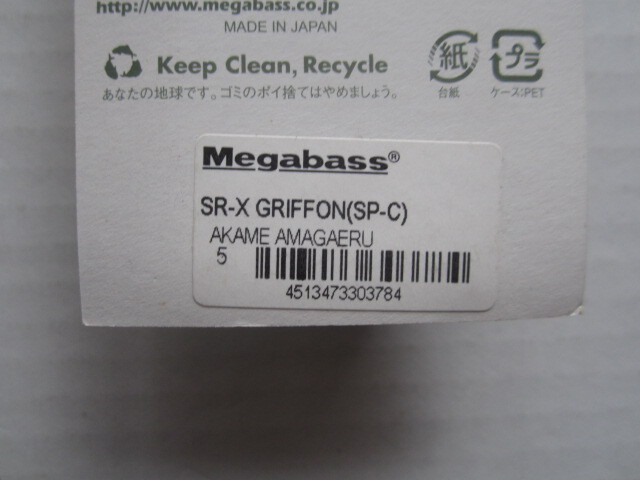 http://www.megabass.co.jp
MADE IN JAPAN
Keep Clean, Recycle
あなたの地球です。ゴミのポイ捨てはやめましょう。
紙
台紙
プラ
ケース:PET
Megabass®
SR-X GRIFFON(SP-C)
AKAME AMAGAERU
5
4513473303784